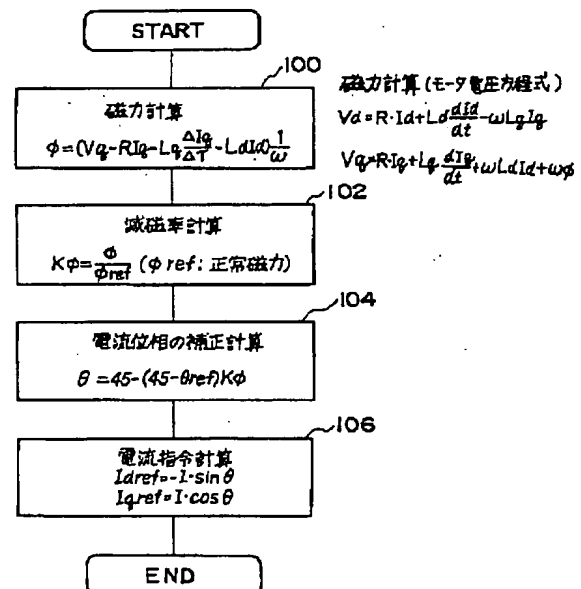 START
100
磁力計算
φ=(Vq-RIq-Lq ΔIq/ΔT -LdId) 1/ω
磁力計算(モータ電圧方程式)
Vd=R·Id+Ld dId/dt -ωLqIq
Vq=R·Iq+Lq dIq/dt +ωLdId+ωφ
102
減磁率計算
Kφ= φ/φref (φref:正常磁力)
104
電流位相の補正計算
θ=45-(45-θref)Kφ
106
電流指令計算
Idref=-I·sinθ
Iqref=I·cosθ
END